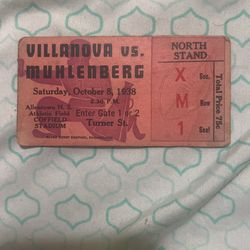 VILLANOVA vs.
MUHLENBERG
Saturday, October 8, 1938
2:30 P.M.
Allentown H. S.
Athletic Field
COFFIELD
STADIUM
Enter Gate 1 or 2
Turner St.
NORTH
STAND
X Sec.
M Row
1 Seat
Total Price 75c